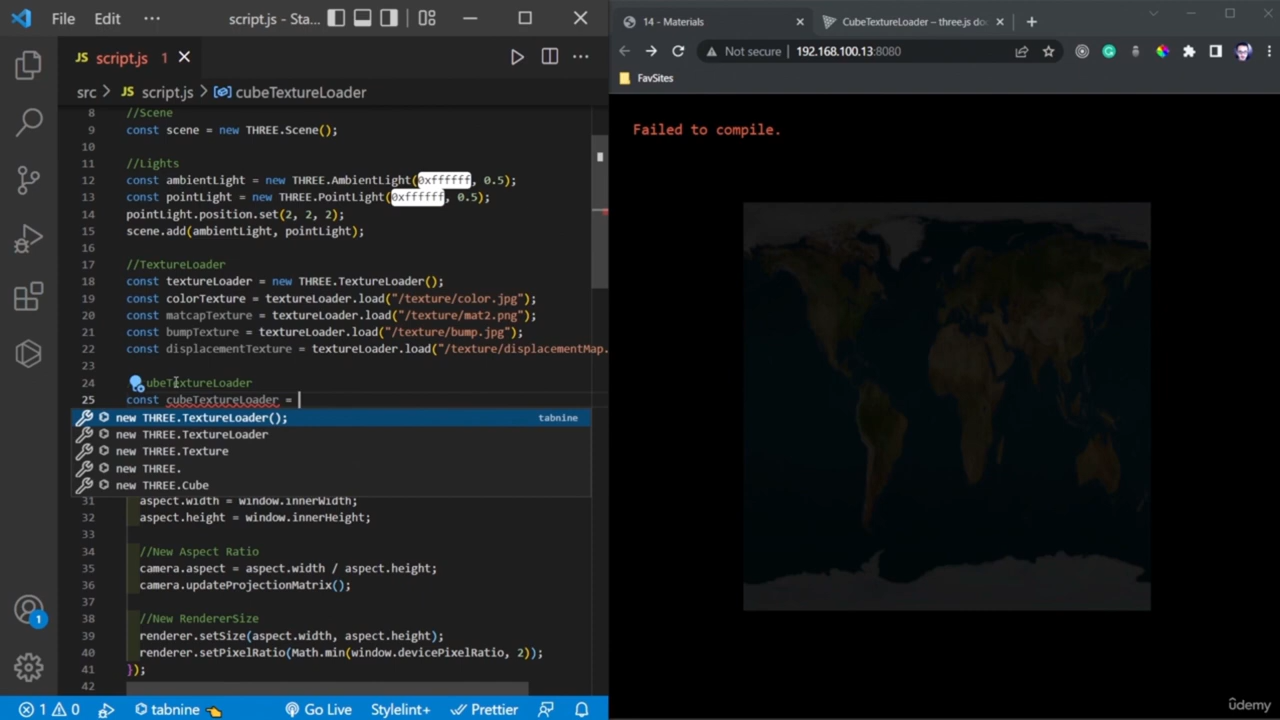 File Edit ··· script.js - Sta...
JS script.js 1
src > JS script.js > cubeTextureLoader
8 //Scene
9 const scene = new THREE.Scene();
10
11 //Lights
12 const ambientLight = new THREE.AmbientLight(0xffffff, 0.5);
13 const pointLight = new THREE.PointLight(0xffffff, 0.5);
14 pointLight.position.set(2, 2, 2);
15 scene.add(ambientLight, pointLight);
16
17 //TextureLoader
18 const textureLoader = new THREE.TextureLoader();
19 const colorTexture = textureLoader.load("/texture/color.jpg");
20 const matcapTexture = textureLoader.load("/texture/mat2.png");
21 const bumpTexture = textureLoader.load("/texture/bump.jpg");
22 const displacementTexture = textureLoader.load("/texture/displacementMap.
23
24 ubeTextureLoader
25 const cubeTextureLoader =
new THREE.TextureLoader(); tabnine
new THREE.TextureLoader
new THREE.Texture
new THREE.
new THREE.Cube
31 aspect.width = window.innerWidth;
32 aspect.height = window.innerHeight;
33
34 //New Aspect Ratio
35 camera.aspect = aspect.width / aspect.height;
36 camera.updateProjectionMatrix();
37
38 //New RendererSize
39 renderer.setSize(aspect.width, aspect.height);
40 renderer.setPixelRatio(Math.min(window.devicePixelRatio, 2));
41 });
42
1
1 0 tabnine Go Live Stylelint+ Prettier
14 - Materials CubeTextureLoader – three.js do
Not secure 192.168.100.13:8080
FavSites
Failed to compile.
ûdemy